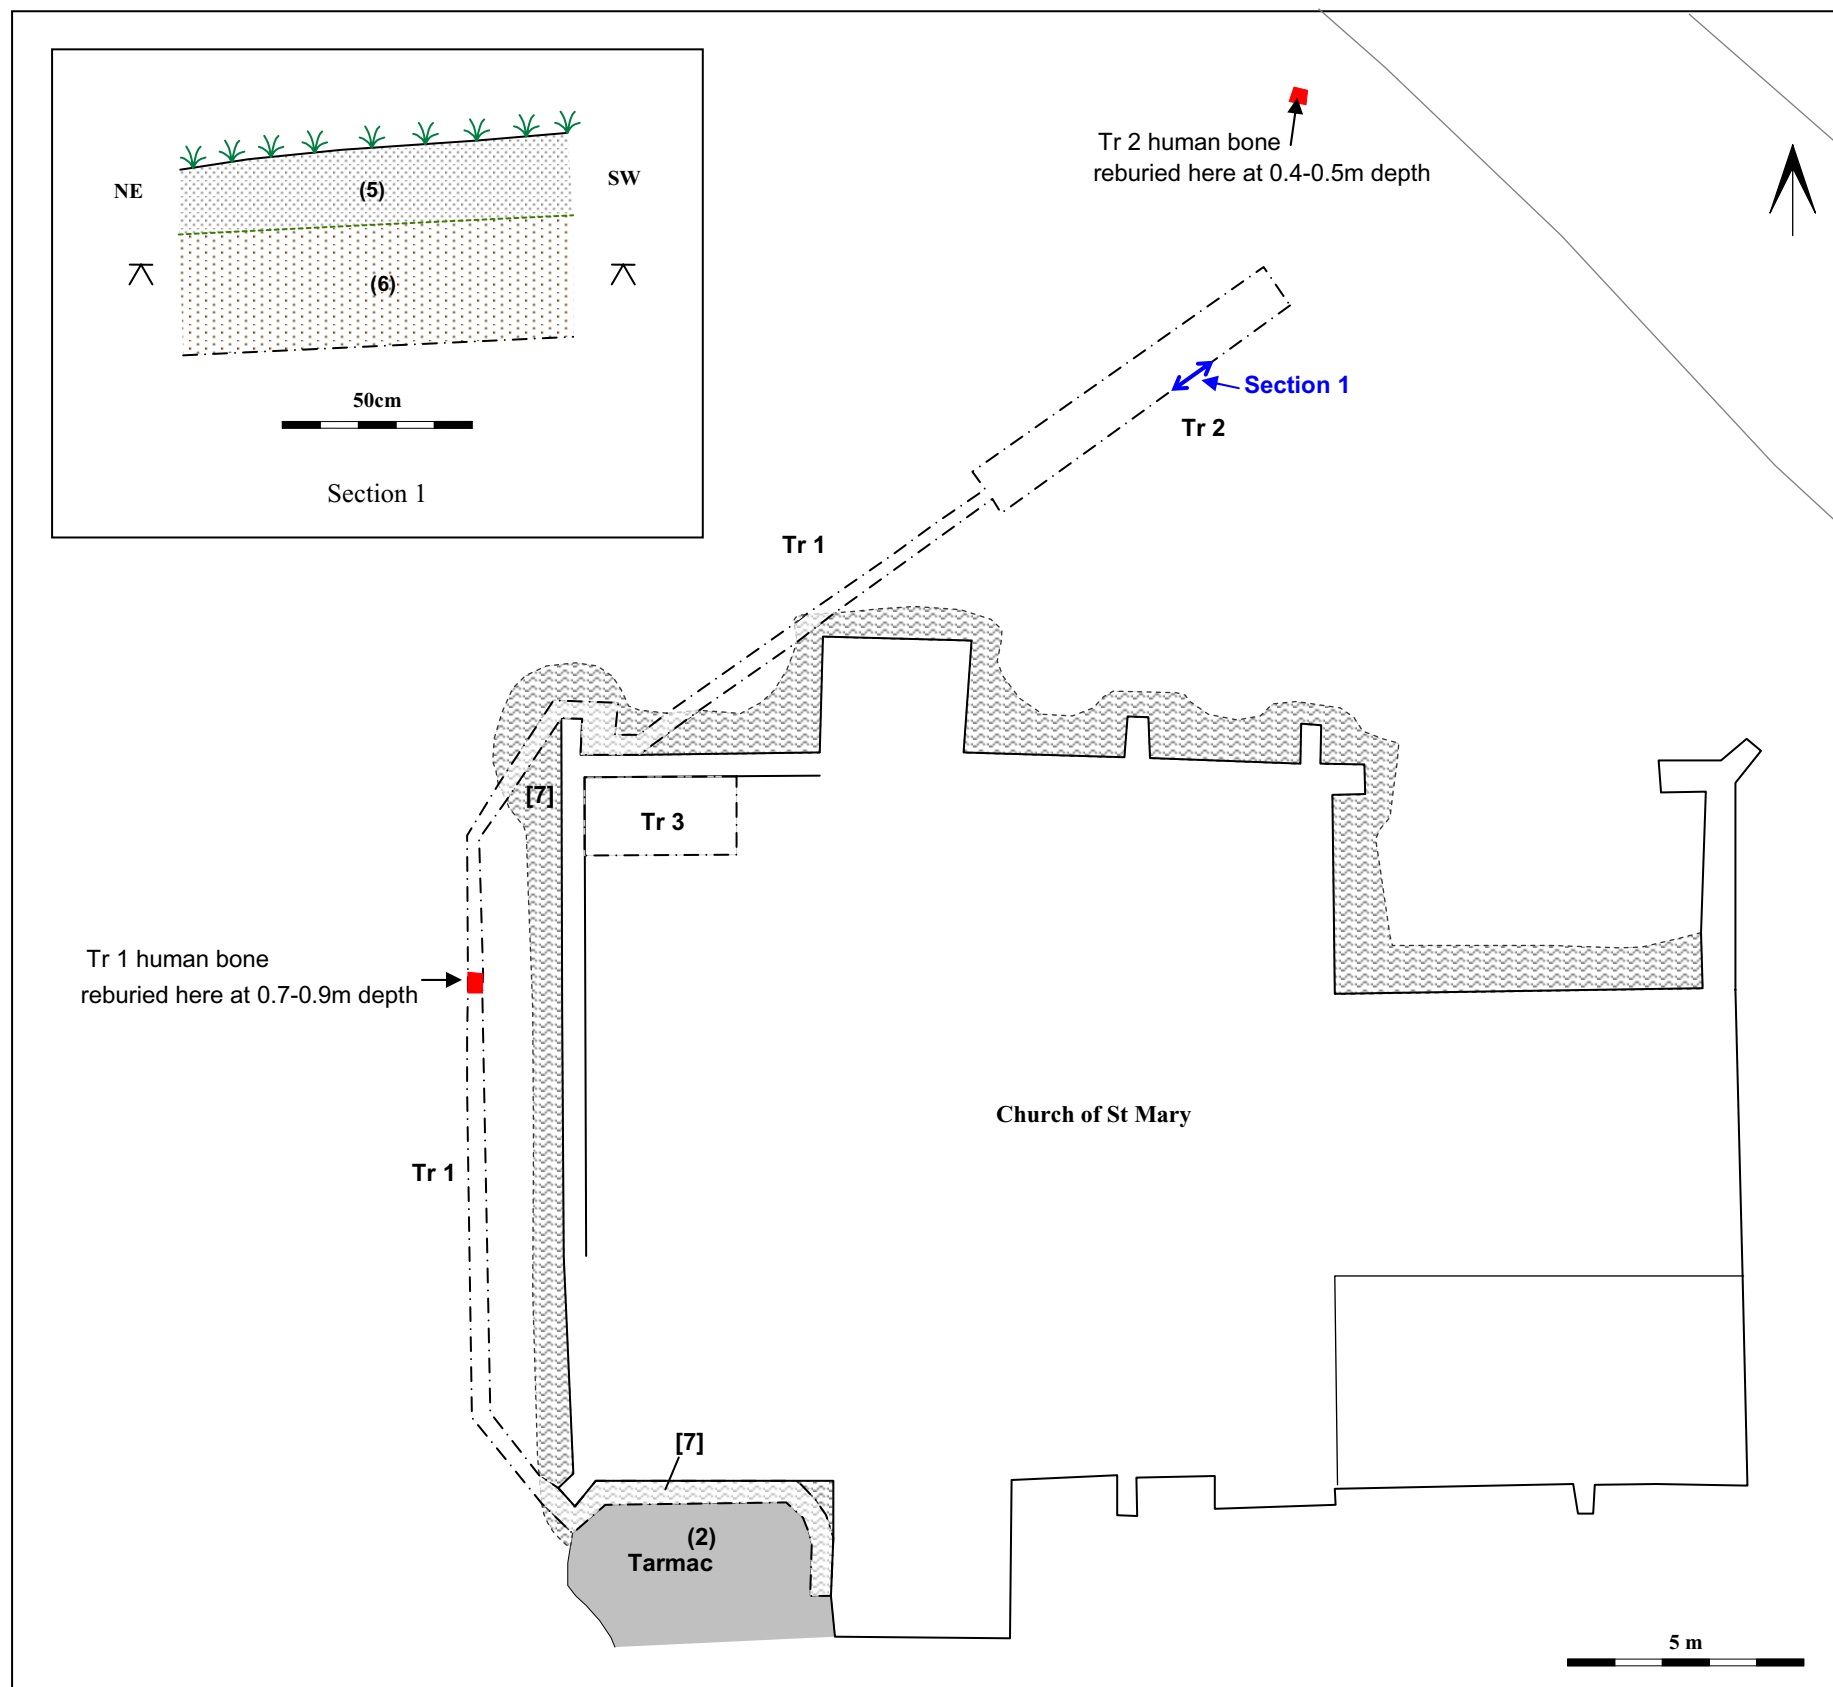 NE
SW
(5)
(6)
50cm
Section 1
Tr 2 human bone
reburied here at 0.4-0.5m depth
Section 1
Tr 2
Tr 1
[7]
Tr 3
Tr 1 human bone
reburied here at 0.7-0.9m depth
Church of St Mary
Tr 1
[7]
(2)
Tarmac
5 m